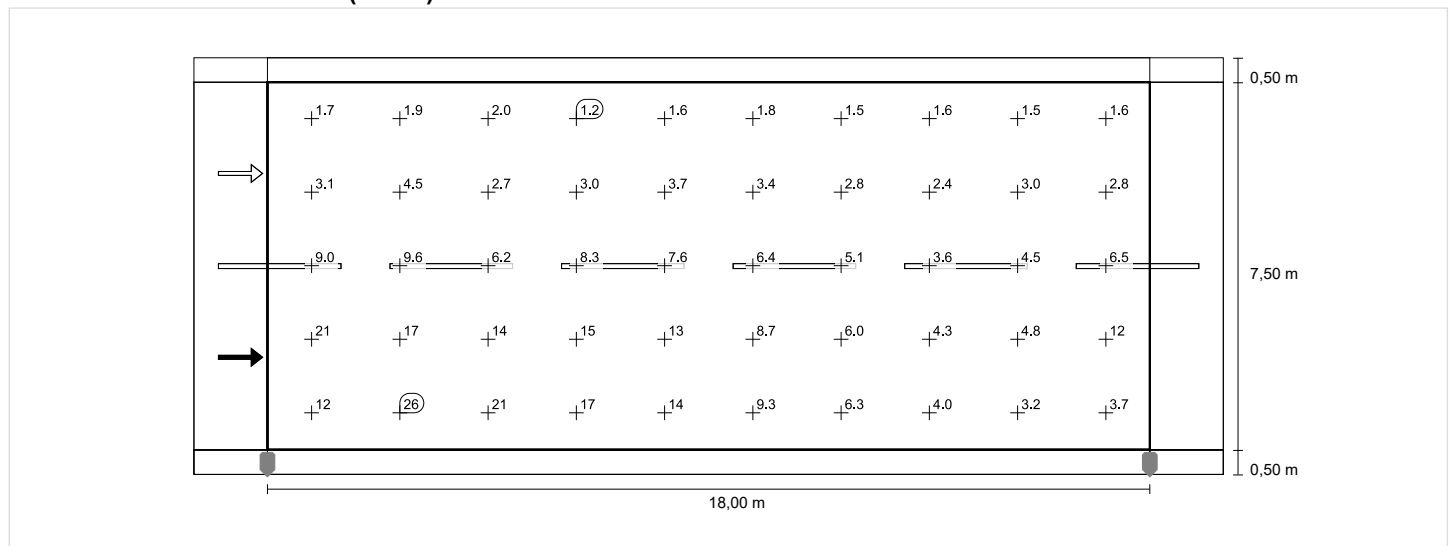 0,50 m
1.7 1.9 2.0 1.2 1.6 1.8 1.5 1.6 1.5 1.6
3.1 4.5 2.7 3.0 3.7 3.4 2.8 2.4 3.0 2.8
9.0 9.6 6.2 8.3 7.6 6.4 5.1 3.6 4.5 6.5
7,50 m
21 17 14 15 13 8.7 6.0 4.3 4.8 12
12 26 21 17 14 9.3 6.3 4.0 3.2 3.7
0,50 m
18,00 m